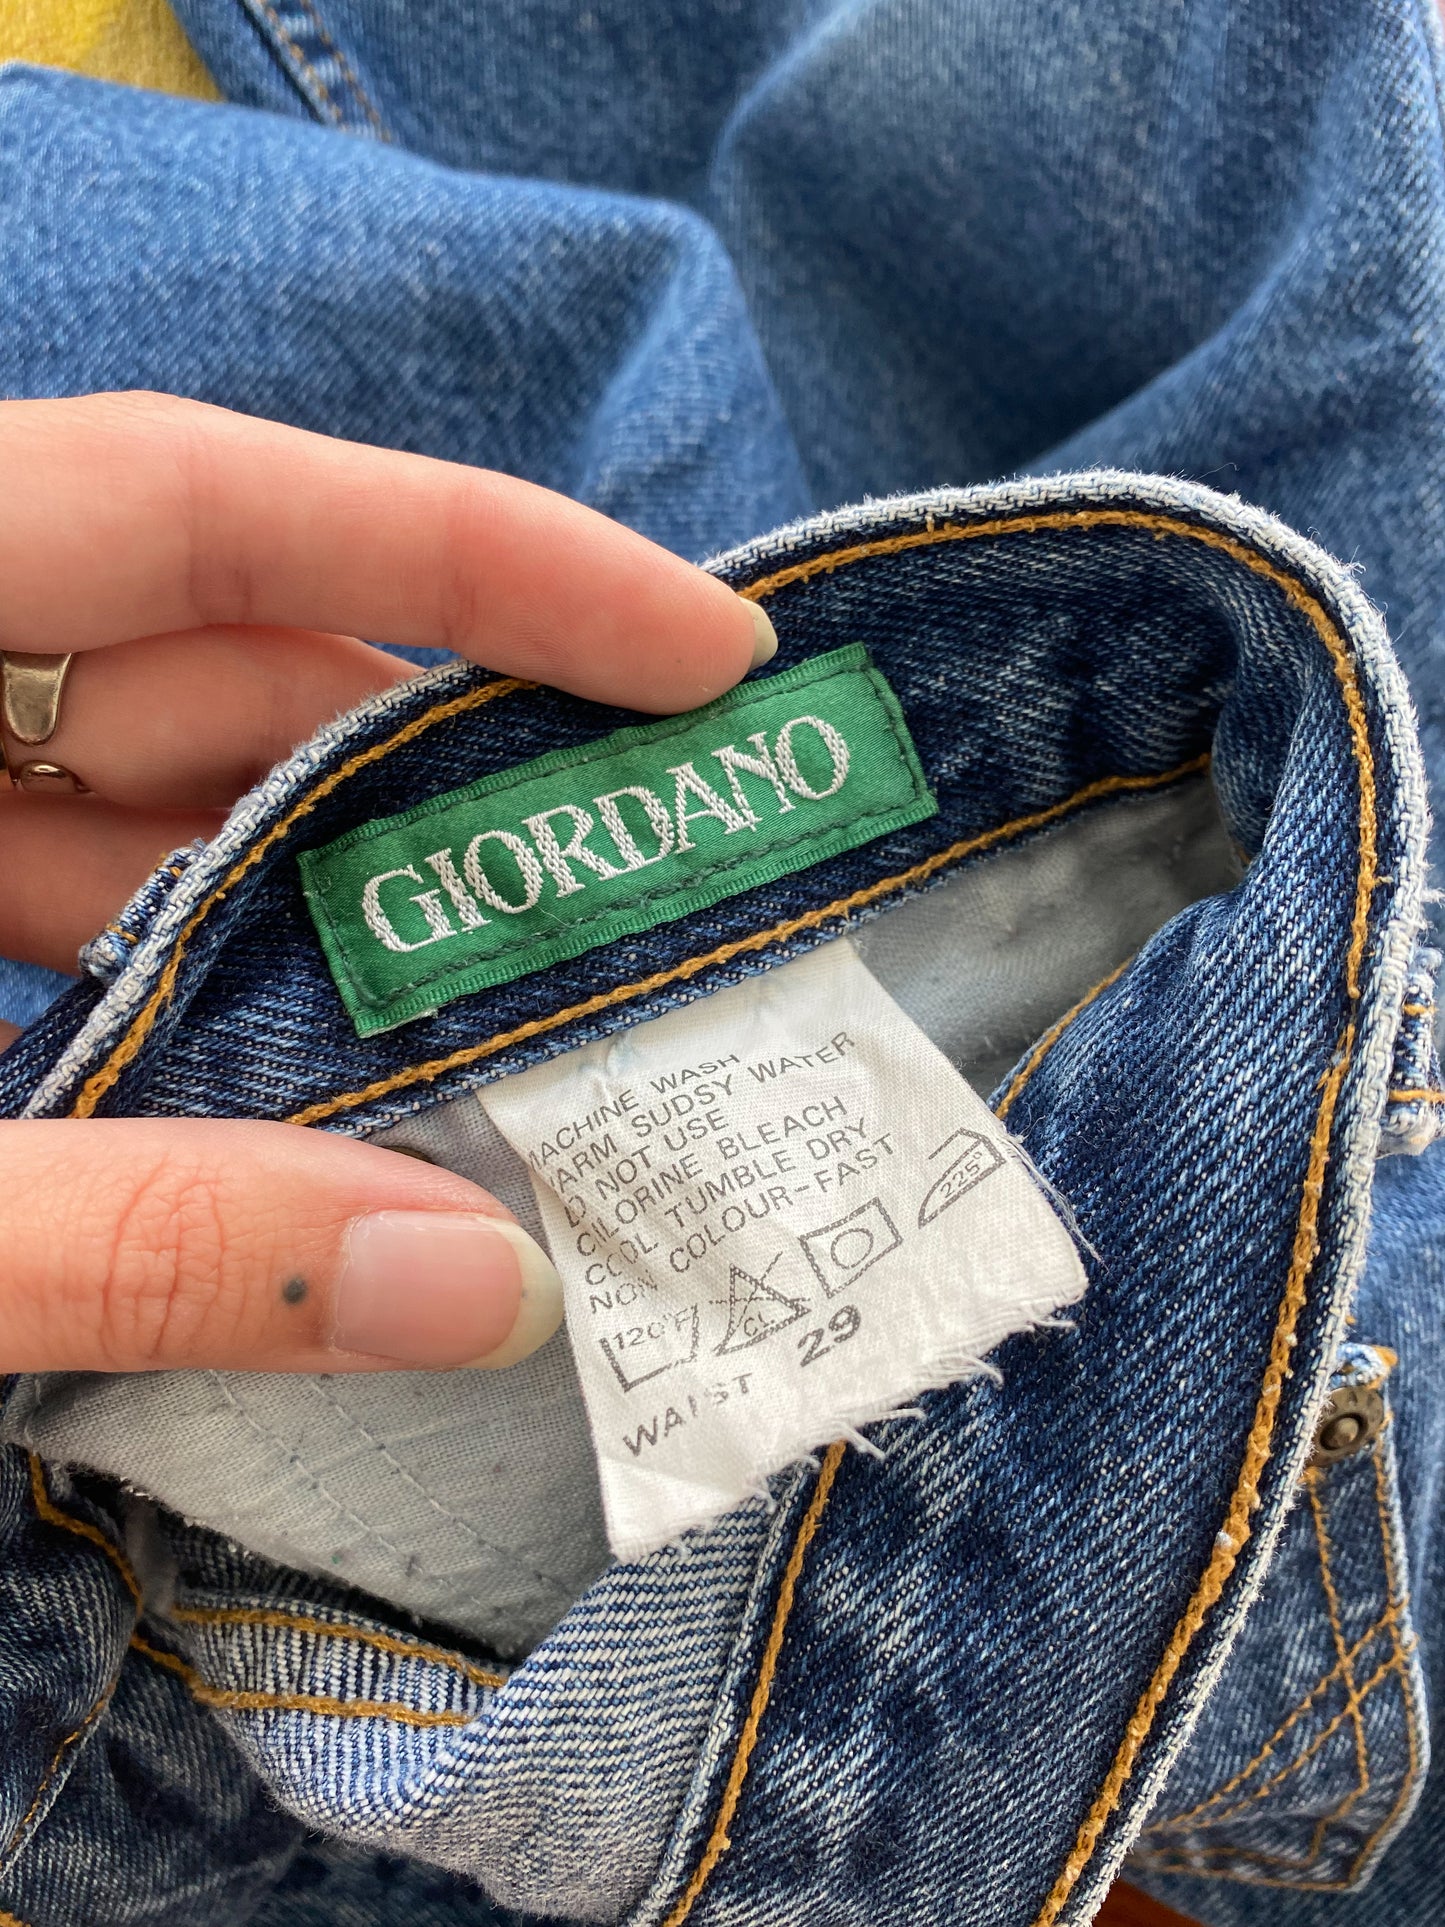 GIORDANO
MACHINE WASH
WARM SUDSY WATER
DO NOT USE
CHLORINE BLEACH
COOL TUMBLE DRY
NON COLOUR-FAST
120°F CL 225°
WAIST 29